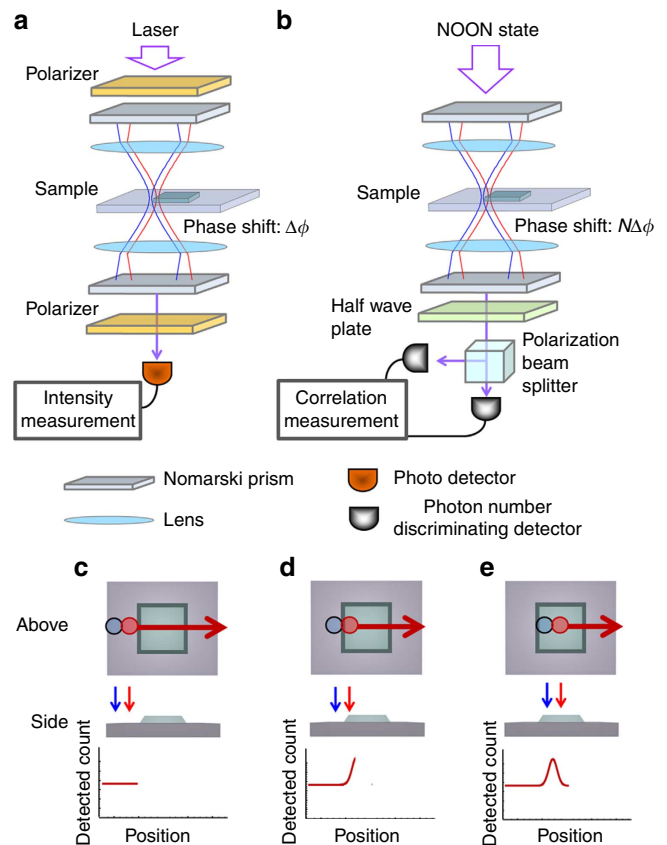 a
Laser
Polarizer
Sample
Phase shift: Δϕ
Polarizer
Intensity
measurement
b
NOON state
Sample
Phase shift: NΔϕ
Half wave
plate
Polarization
beam
splitter
Correlation
measurement
Nomarski prism
Lens
Photo detector
Photon number
discriminating detector
c
d
e
Above
Side
Detected count
Position
Detected count
Position
Detected count
Position